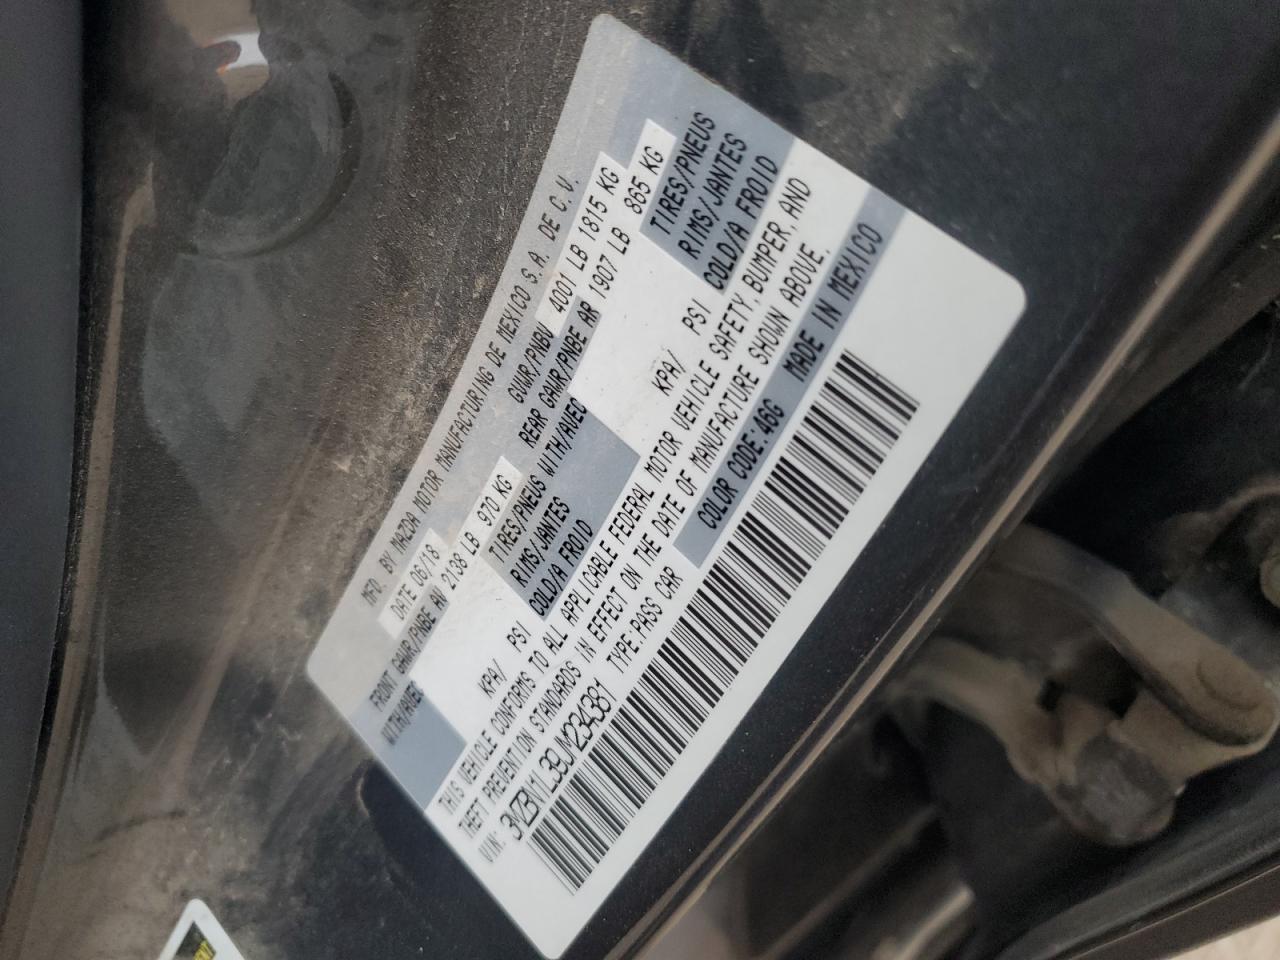 MFD. BY MAZDA MOTOR MANUFACTURING DE MEXICO S.A. DE C.V.
DATE 06/18 GVWR/PNBV 4001 LB 1815 KG
FRONT GAWR/PNBE AV 2138 LB 970 KG REAR GAWR/PNBE AR 1907 LB 865 KG
WITH/AVEC TIRES/PNEUS WITH/AVEC TIRES/PNEUS
RIMS/JANTES RIMS/JANTES
KPA/ PSI COLD/A FROID KPA/ PSI COLD/A FROID
THIS VEHICLE CONFORMS TO ALL APPLICABLE FEDERAL MOTOR VEHICLE SAFETY, BUMPER, AND
THEFT PREVENTION STANDARDS IN EFFECT ON THE DATE OF MANUFACTURE SHOWN ABOVE.
VIN: 3MZBN1L39JM234381 TYPE:PASS CAR COLOR CODE:46G MADE IN MEXICO